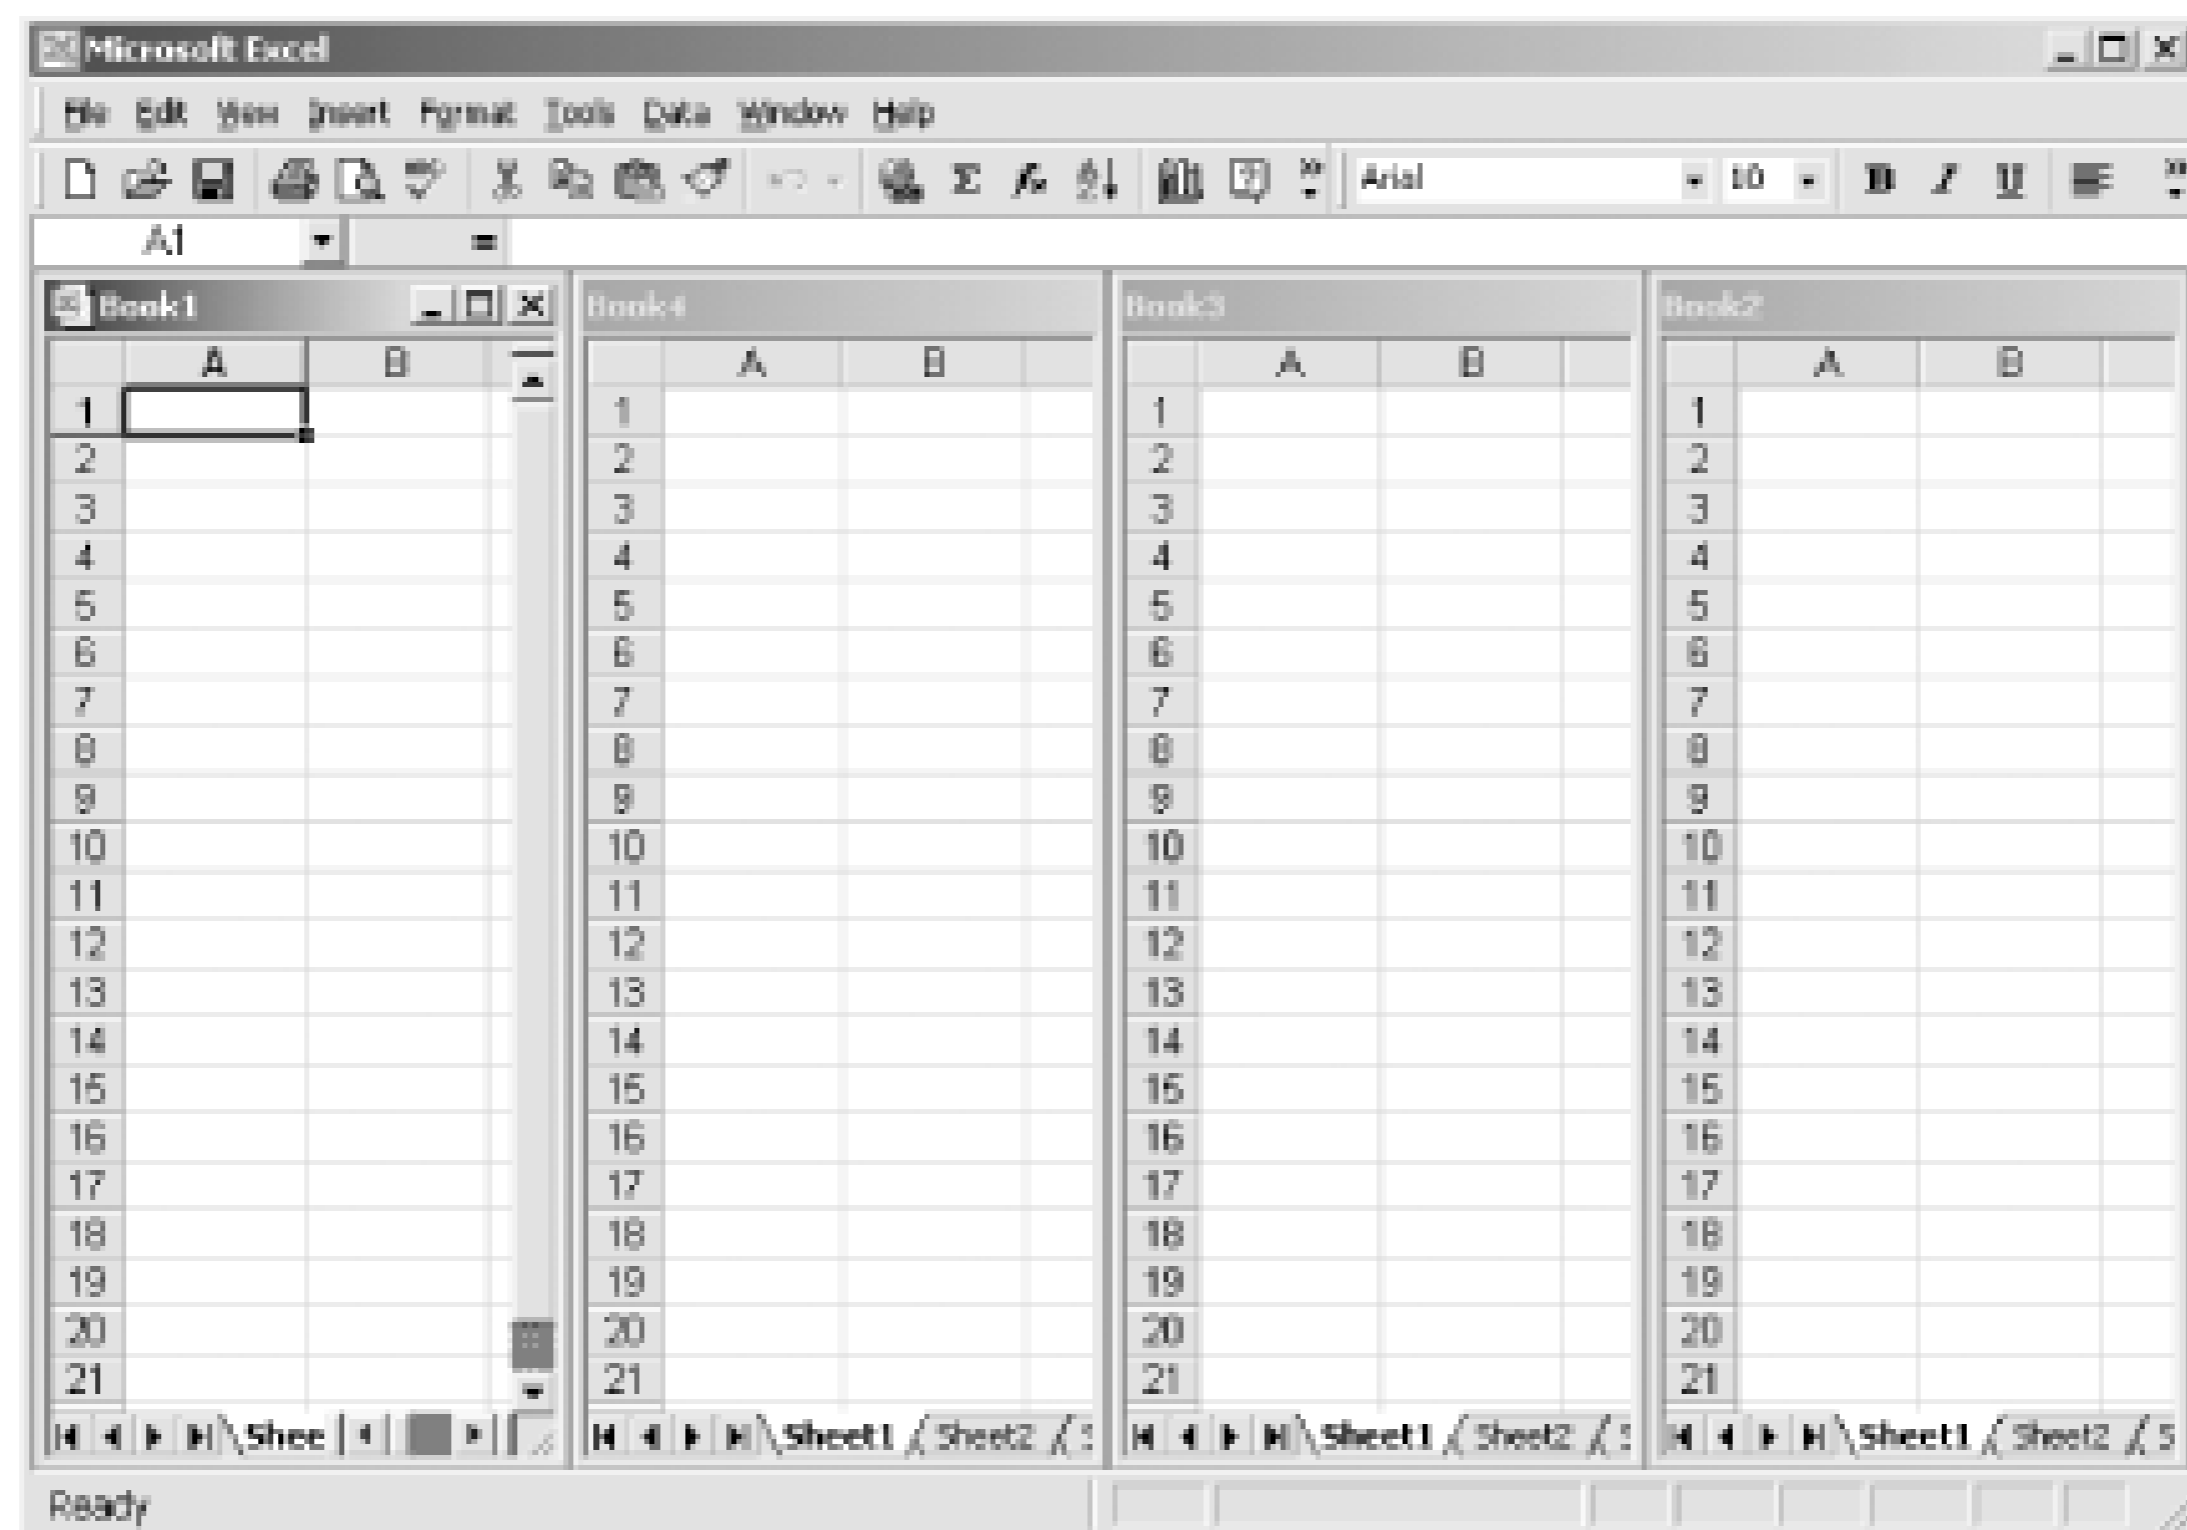 Microsoft Excel
File Edit View Insert Format Tools Data Window Help
Arial 10 B I U
A1 =
Book1 Book4 Book3 Book2
A B A B A B A B
1 1 1 1
2 2 2 2
3 3 3 3
4 4 4 4
5 5 5 5
6 6 6 6
7 7 7 7
8 8 8 8
9 9 9 9
10 10 10 10
11 11 11 11
12 12 12 12
13 13 13 13
14 14 14 14
15 15 15 15
16 16 16 16
17 17 17 17
18 18 18 18
19 19 19 19
20 20 20 20
21 21 21 21
Shee Sheet1 Sheet2 Sheet1 Sheet2 Sheet1 Sheet2 S
Ready